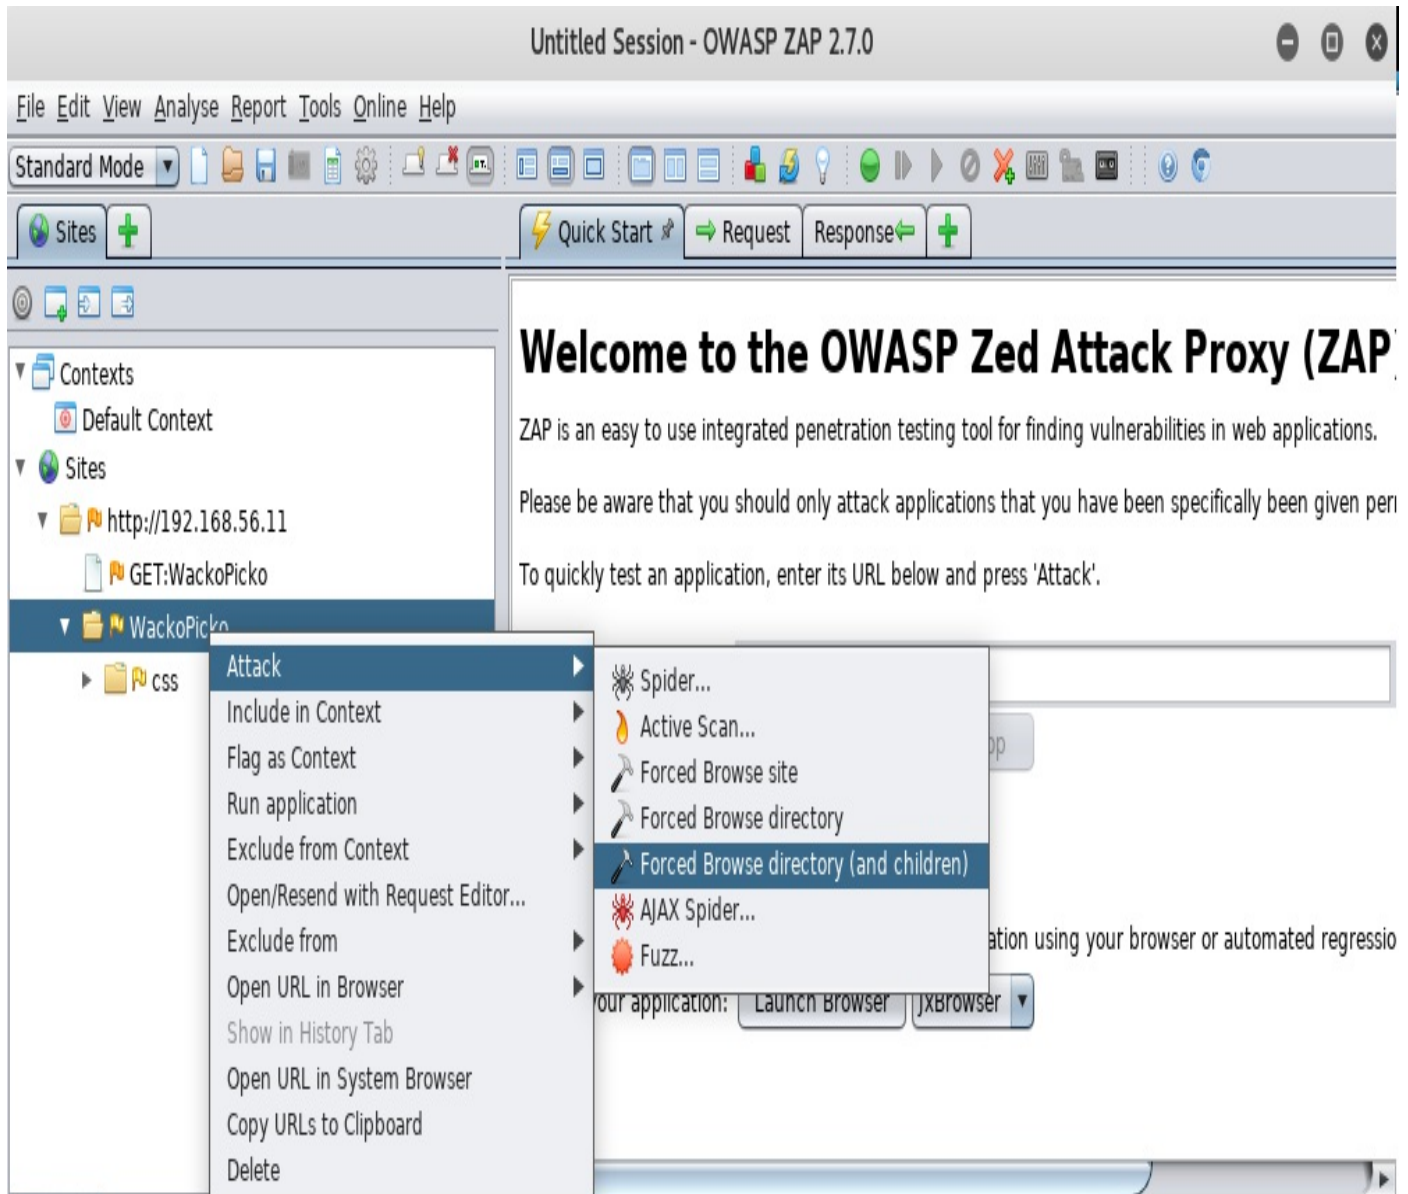 Untitled Session - OWASP ZAP 2.7.0
File Edit View Analyse Report Tools Online Help
Standard Mode
Sites
Quick Start Request Response
Contexts
Default Context
Sites
http://192.168.56.11
GET:WackoPicko
WackoPicko
css
Welcome to the OWASP Zed Attack Proxy (ZAP)
ZAP is an easy to use integrated penetration testing tool for finding vulnerabilities in web applications.
Please be aware that you should only attack applications that you have been specifically been given
To quickly test an application, enter its URL below and press 'Attack'.
Attack
Include in Context
Flag as Context
Run application
Exclude from Context
Open/Resend with Request Editor...
Exclude from
Open URL in Browser
Show in History Tab
Open URL in System Browser
Copy URLs to Clipboard
Delete
Spider...
Active Scan...
Forced Browse site
Forced Browse directory
Forced Browse directory (and children)
AJAX Spider...
Fuzz...
using your browser or automated
your application: Launch Browser JxBrowser